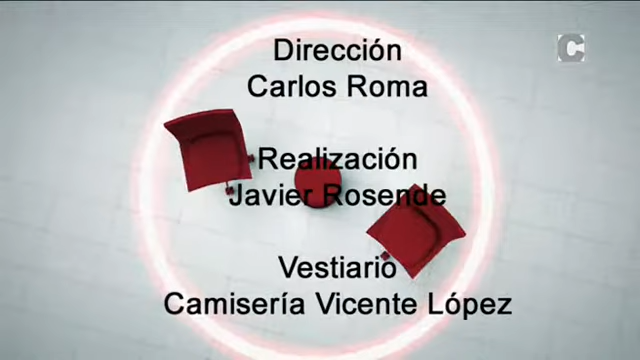 Dirección
Carlos Roma
Realización
Javier Rosende
Vestiario
Camisería Vicente López
C